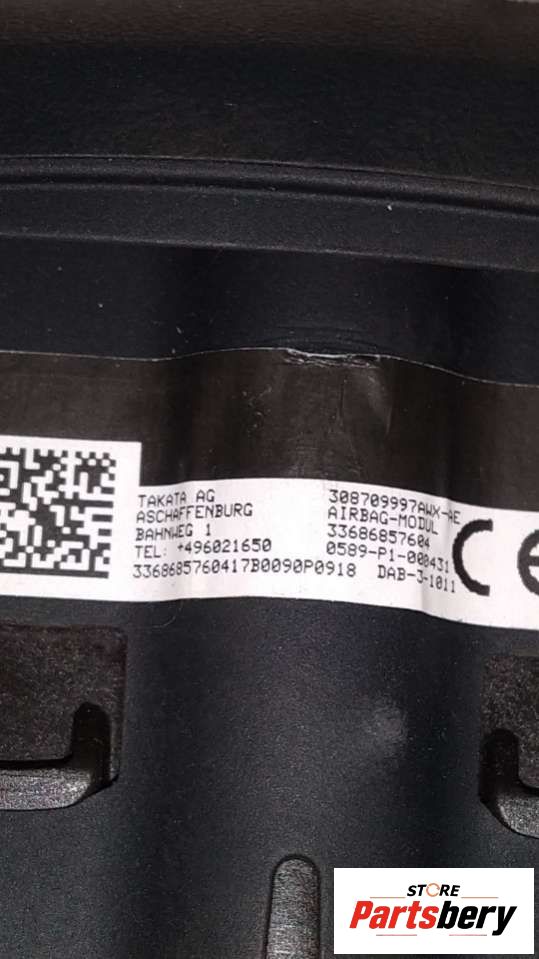 TAKATA AG
ASCHAFFENBURG
BAHNWEG 1
TEL: +496021650
3368685760417B0090P0918
308709997AWX-AE
AIRBAG-MODUL
33686857604
0589-P1-000431
DAB-3-1011
CE
STORE
Partsbery